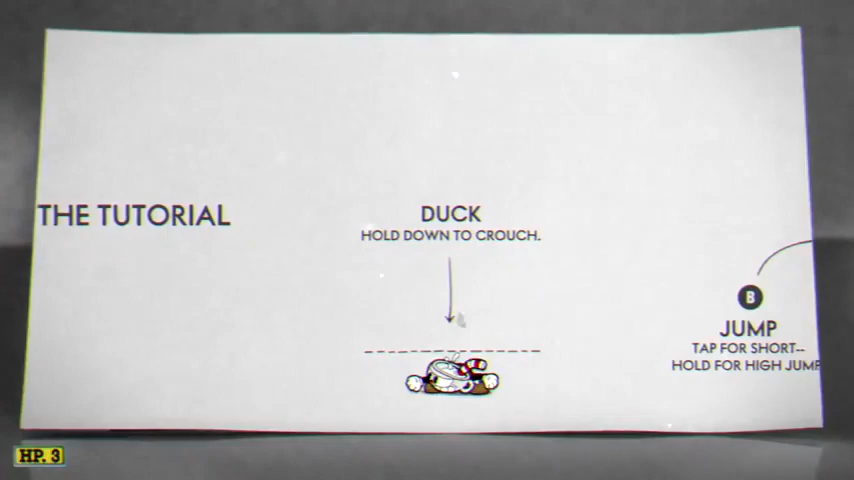 THE TUTORIAL
DUCK
HOLD DOWN TO CROUCH.
B
JUMP
TAP FOR SHORT--
HOLD FOR HIGH JUMP
HP. 3